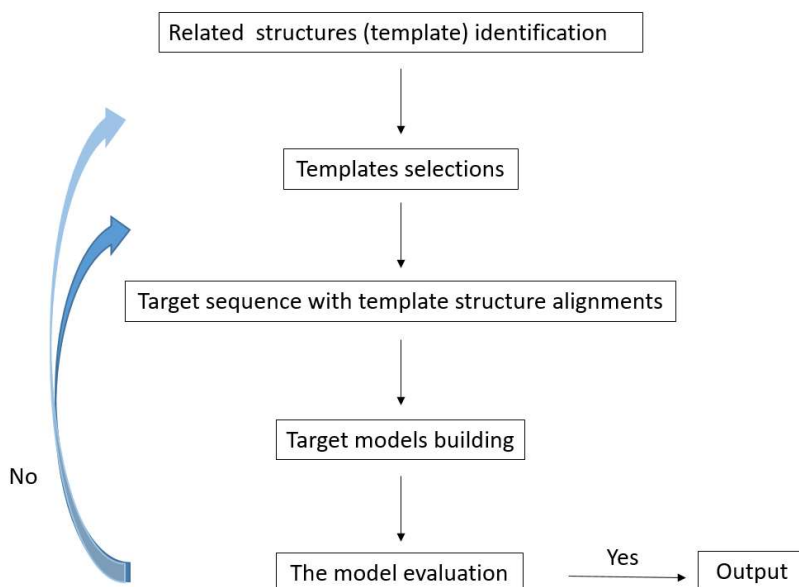 Related  structures (template) identification
Templates selections
Target sequence with template structure alignments
Target models building
No
The model evaluation
Yes
Output